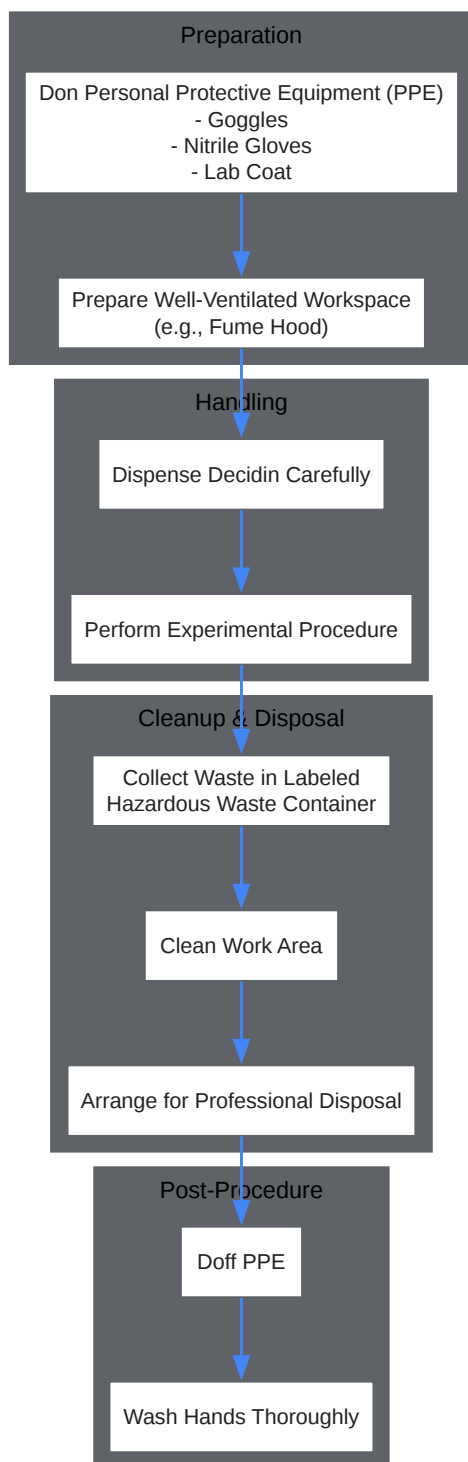 Preparation
Don Personal Protective Equipment (PPE)
- Goggles
- Nitrile Gloves
- Lab Coat
Prepare Well-Ventilated Workspace
(e.g., Fume Hood)
Handling
Dispense Decidin Carefully
Perform Experimental Procedure
Cleanup & Disposal
Collect Waste in Labeled
Hazardous Waste Container
Clean Work Area
Arrange for Professional Disposal
Post-Procedure
Doff PPE
Wash Hands Thoroughly